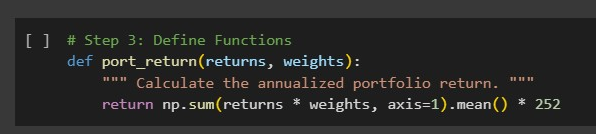 [ ] # Step 3: Define Functions
def port_return(returns, weights):
""" Calculate the annualized portfolio return. """
return np.sum(returns * weights, axis=1).mean() * 252